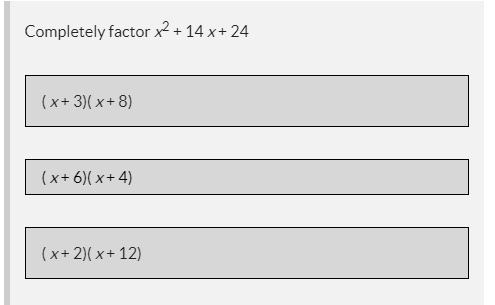 Completely factor x² + 14 x + 24
( x + 3)( x + 8)
( x + 6)( x + 4)
( x + 2)( x + 12)